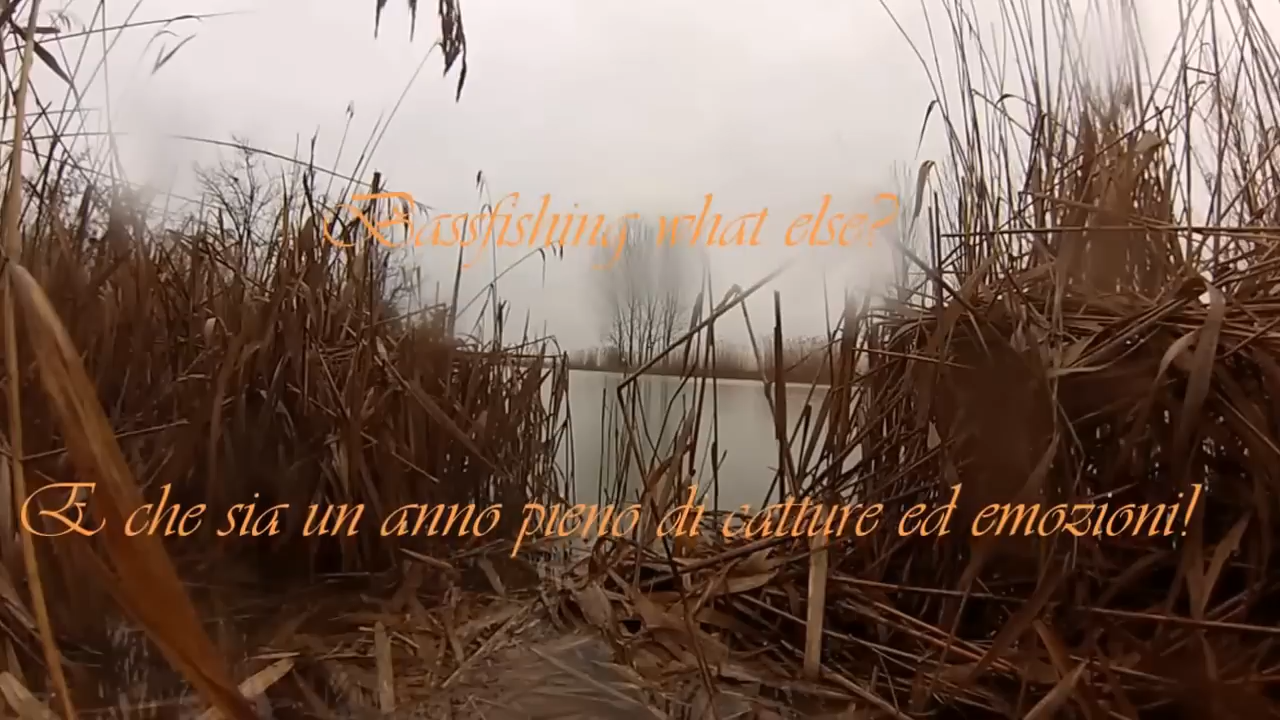 Bassfishing what else?
E che sia un anno pieno di catture ed emozioni!